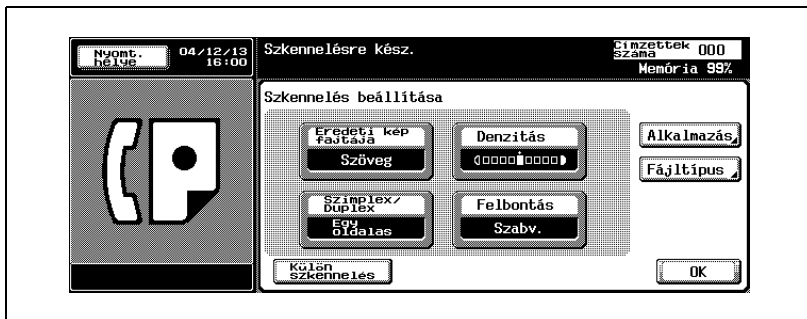 Nyomt. helye
04/12/13
16:00
Szkennelésre kész.
Címzettek száma 000
Memória 99%
Szkennelés beállítása
Eredeti kép fajtája
Szöveg
Denzitás
Alkalmazás
Fájltípus
Szimplex/
Duplex
Egy
oldalas
Felbontás
Szabv.
Külön
szkennelés
OK